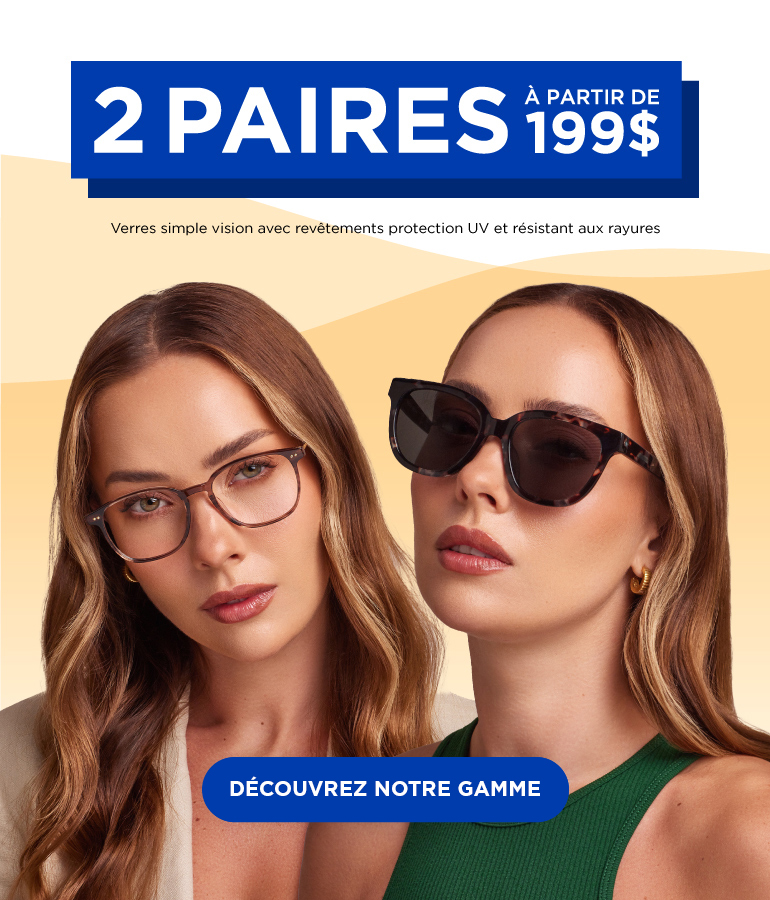 2 PAIRES À PARTIR DE
199$
Verres simple vision avec revêtements protection UV et résistant aux rayures
DÉCOUVREZ NOTRE GAMME